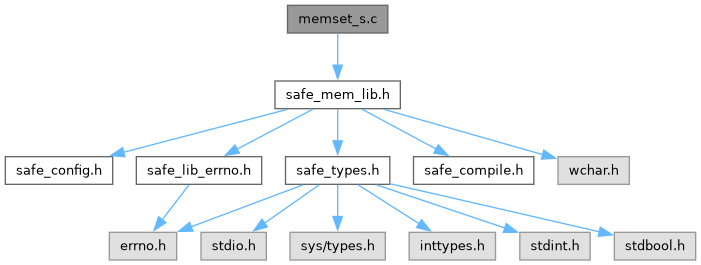 memset_s.c
safe_mem_lib.h
safe_config.h
safe_lib_errno.h
safe_types.h
safe_compile.h
wchar.h
errno.h
stdio.h
sys/types.h
inttypes.h
stdint.h
stdbool.h